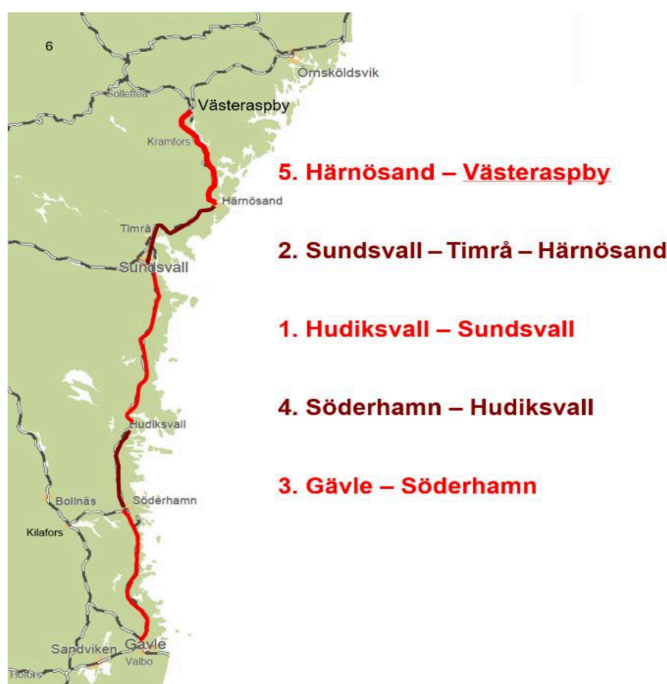 6
Örnsköldsvik
Sollefteå
Västeraspby
Kramfors
5. Härnösand – Västeraspby
Härnösand
Timrå
2. Sundsvall – Timrå – Härnösand
Sundsvall
1. Hudiksvall – Sundsvall
4. Söderhamn – Hudiksvall
Hudiksvall
3. Gävle – Söderhamn
Bollnäs
Söderhamn
Kilafors
Sandviken
Gävle
Valbo
Hofors